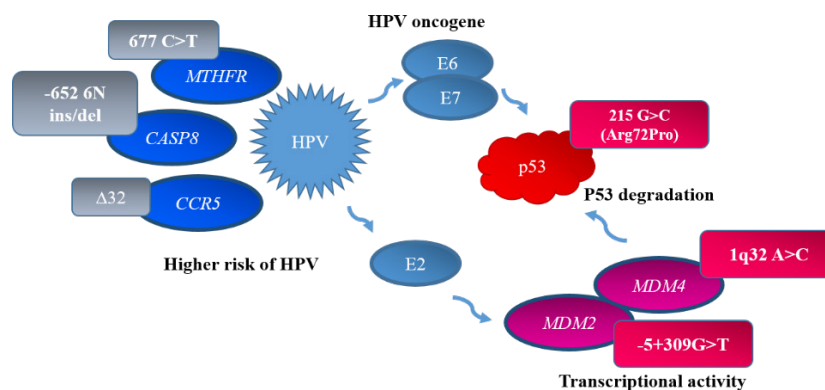 HPV oncogene
677 C>T
MTHFR
-652 6N
ins/del
CASP8
Δ32
CCR5
Higher risk of HPV
HPV
E6
E7
215 G>C
(Arg72Pro)
p53
P53 degradation
E2
1q32 A>C
MDM4
MDM2
-5+309G>T
Transcriptional activity